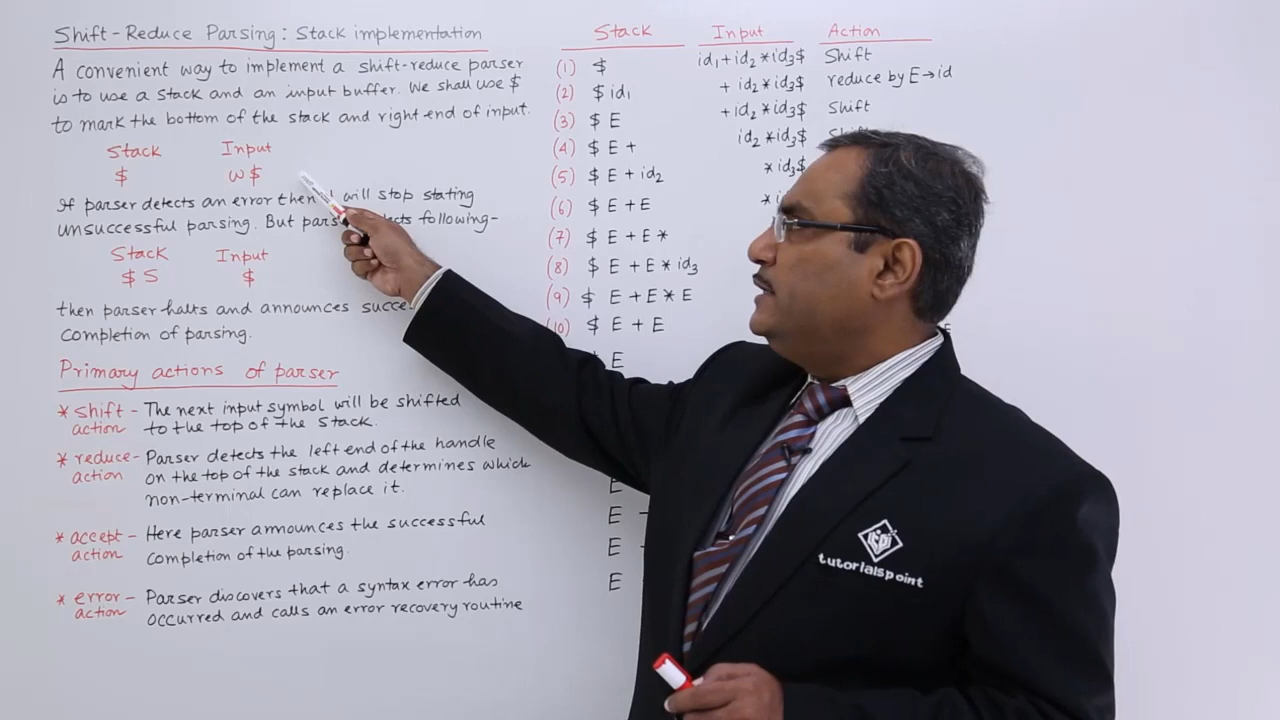 Shift-Reduce Parsing: Stack implementation
A convenient way to implement a shift-reduce parser
is to use a stack and an input buffer. We shall use $
to mark the bottom of the stack and right end of input.
Stack Input
$ w$
If parser detects an error then will stop stating
unsuccessful parsing. But following-
Stack Input
$ S $
then parser halts and announces
completion of parsing.
Primary actions of parser
* shift action - The next input symbol will be shifted
to the top of the stack.
* reduce action - Parser detects the left end of the handle
on the top of the stack and determines which
non-terminal can replace it.
* accept action - Here parser announces the successful
completion of the parsing.
* error action - Parser discovers that a syntax error has
occurred and calls an error recovery routine
Stack Input Action
(1) $ id1+id2*id3$ Shift
(2) $ id1 + id2*id3$ reduce by E→id
(3) $ E +id2*id3$ Shift
(4) $ E + id2*id3$
(5) $ E + id2 *id3$
(6) $ E + E
(7) $ E + E *
(8) $ E + E * id3
(9) $ E + E * E
(10) $ E + E
E
E
E
E
E
tutorialspoint